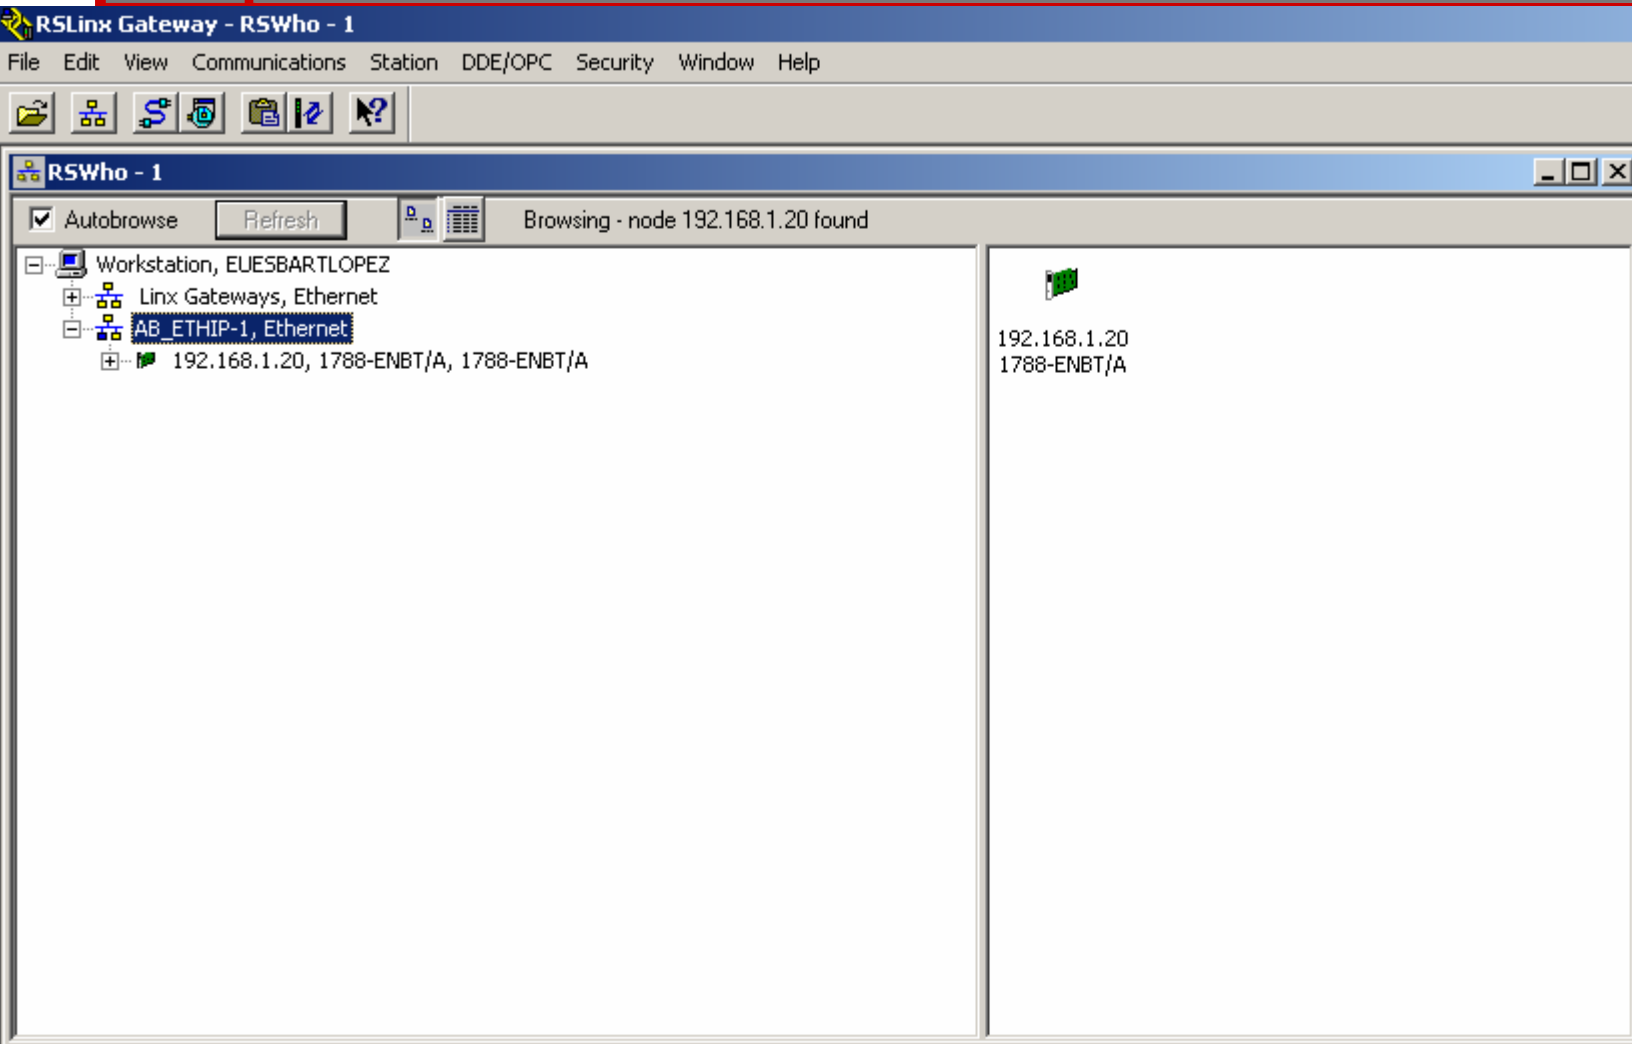 RSLinx Gateway - RSWho - 1
File Edit View Communications Station DDE/OPC Security Window Help
RSWho - 1
Autobrowse Refresh Browsing - node 192.168.1.20 found
Workstation, EUESBARTLOPEZ
Linx Gateways, Ethernet
AB_ETHIP-1, Ethernet
192.168.1.20, 1788-ENBT/A, 1788-ENBT/A
192.168.1.20
1788-ENBT/A